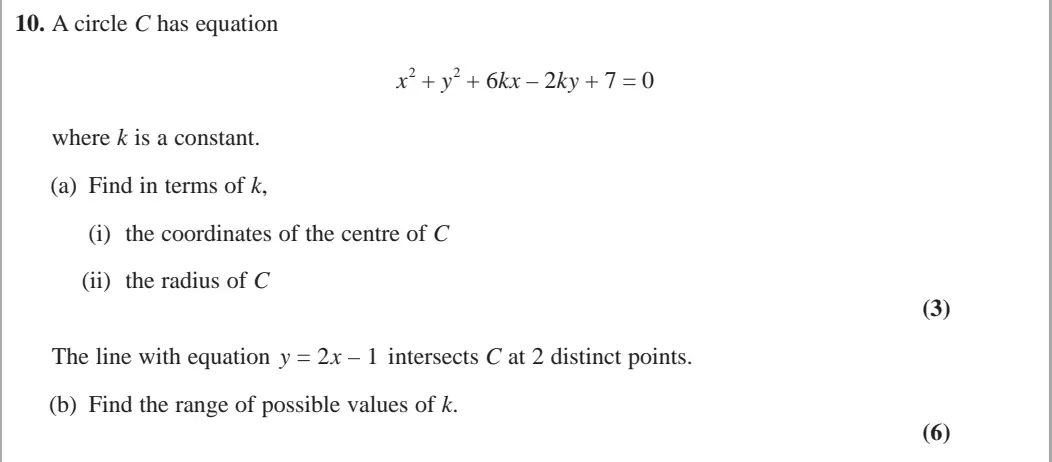 10. A circle C has equation
x² + y² + 6kx – 2ky + 7 = 0
where k is a constant.
(a) Find in terms of k,
(i) the coordinates of the centre of C
(ii) the radius of C
(3)
The line with equation y = 2x – 1 intersects C at 2 distinct points.
(b) Find the range of possible values of k.
(6)